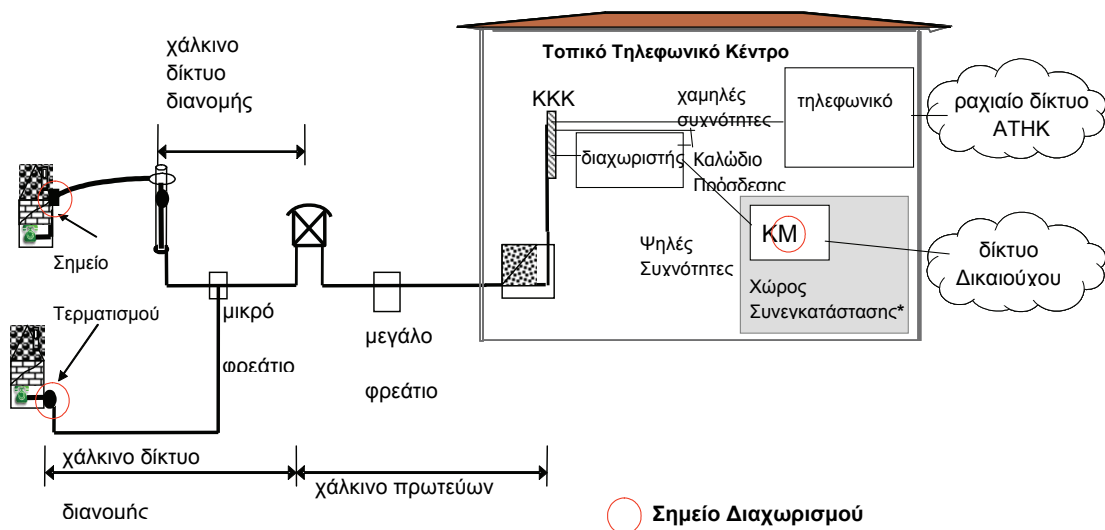 χάλκινο
δίκτυο
διανομής
Τοπικό Τηλεφωνικό Κέντρο
ΚΚΚ
χαμηλές
συχνότητες
τηλεφωνικό
ραχιαίο δίκτυο
ΑΤΗΚ
διαχωριστής
Καλώδιο
Πρόσδεσης
ΚΜ
Ψηλές
Συχνότητες
δίκτυο
Δικαιούχου
Χώρος
Συνεγκατάστασης*
Σημείο
Τερματισμού
μικρό
φρεάτιο
μεγάλο
φρεάτιο
χάλκινο δίκτυο
διανομής
χάλκινο πρωτεύων
Σημείο Διαχωρισμού